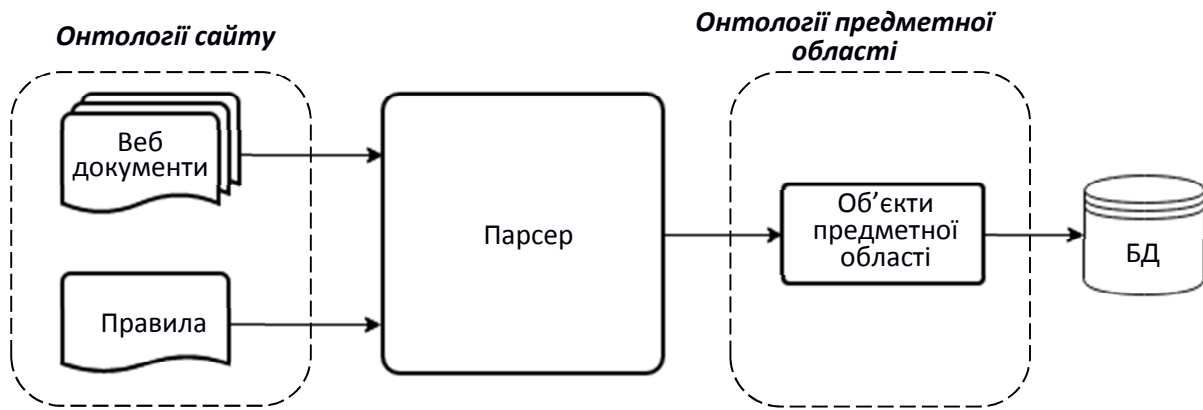 Онтології сайту
Онтології предметної
області
Веб
документи
Правила
Парсер
Об’єкти
предметної
області
БД